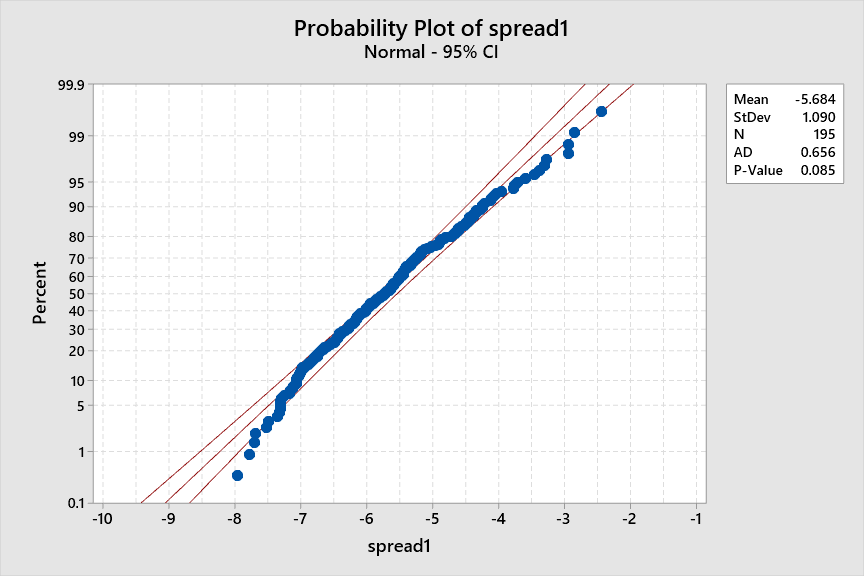 Probability Plot of spread1
Normal - 95% CI
99.9
99
95
90
80
70
60
50
40
30
20
10
5
1
0.1
Percent
-10 -9 -8 -7 -6 -5 -4 -3 -2 -1
spread1
Mean -5.684
StDev 1.090
N 195
AD 0.656
P-Value 0.085